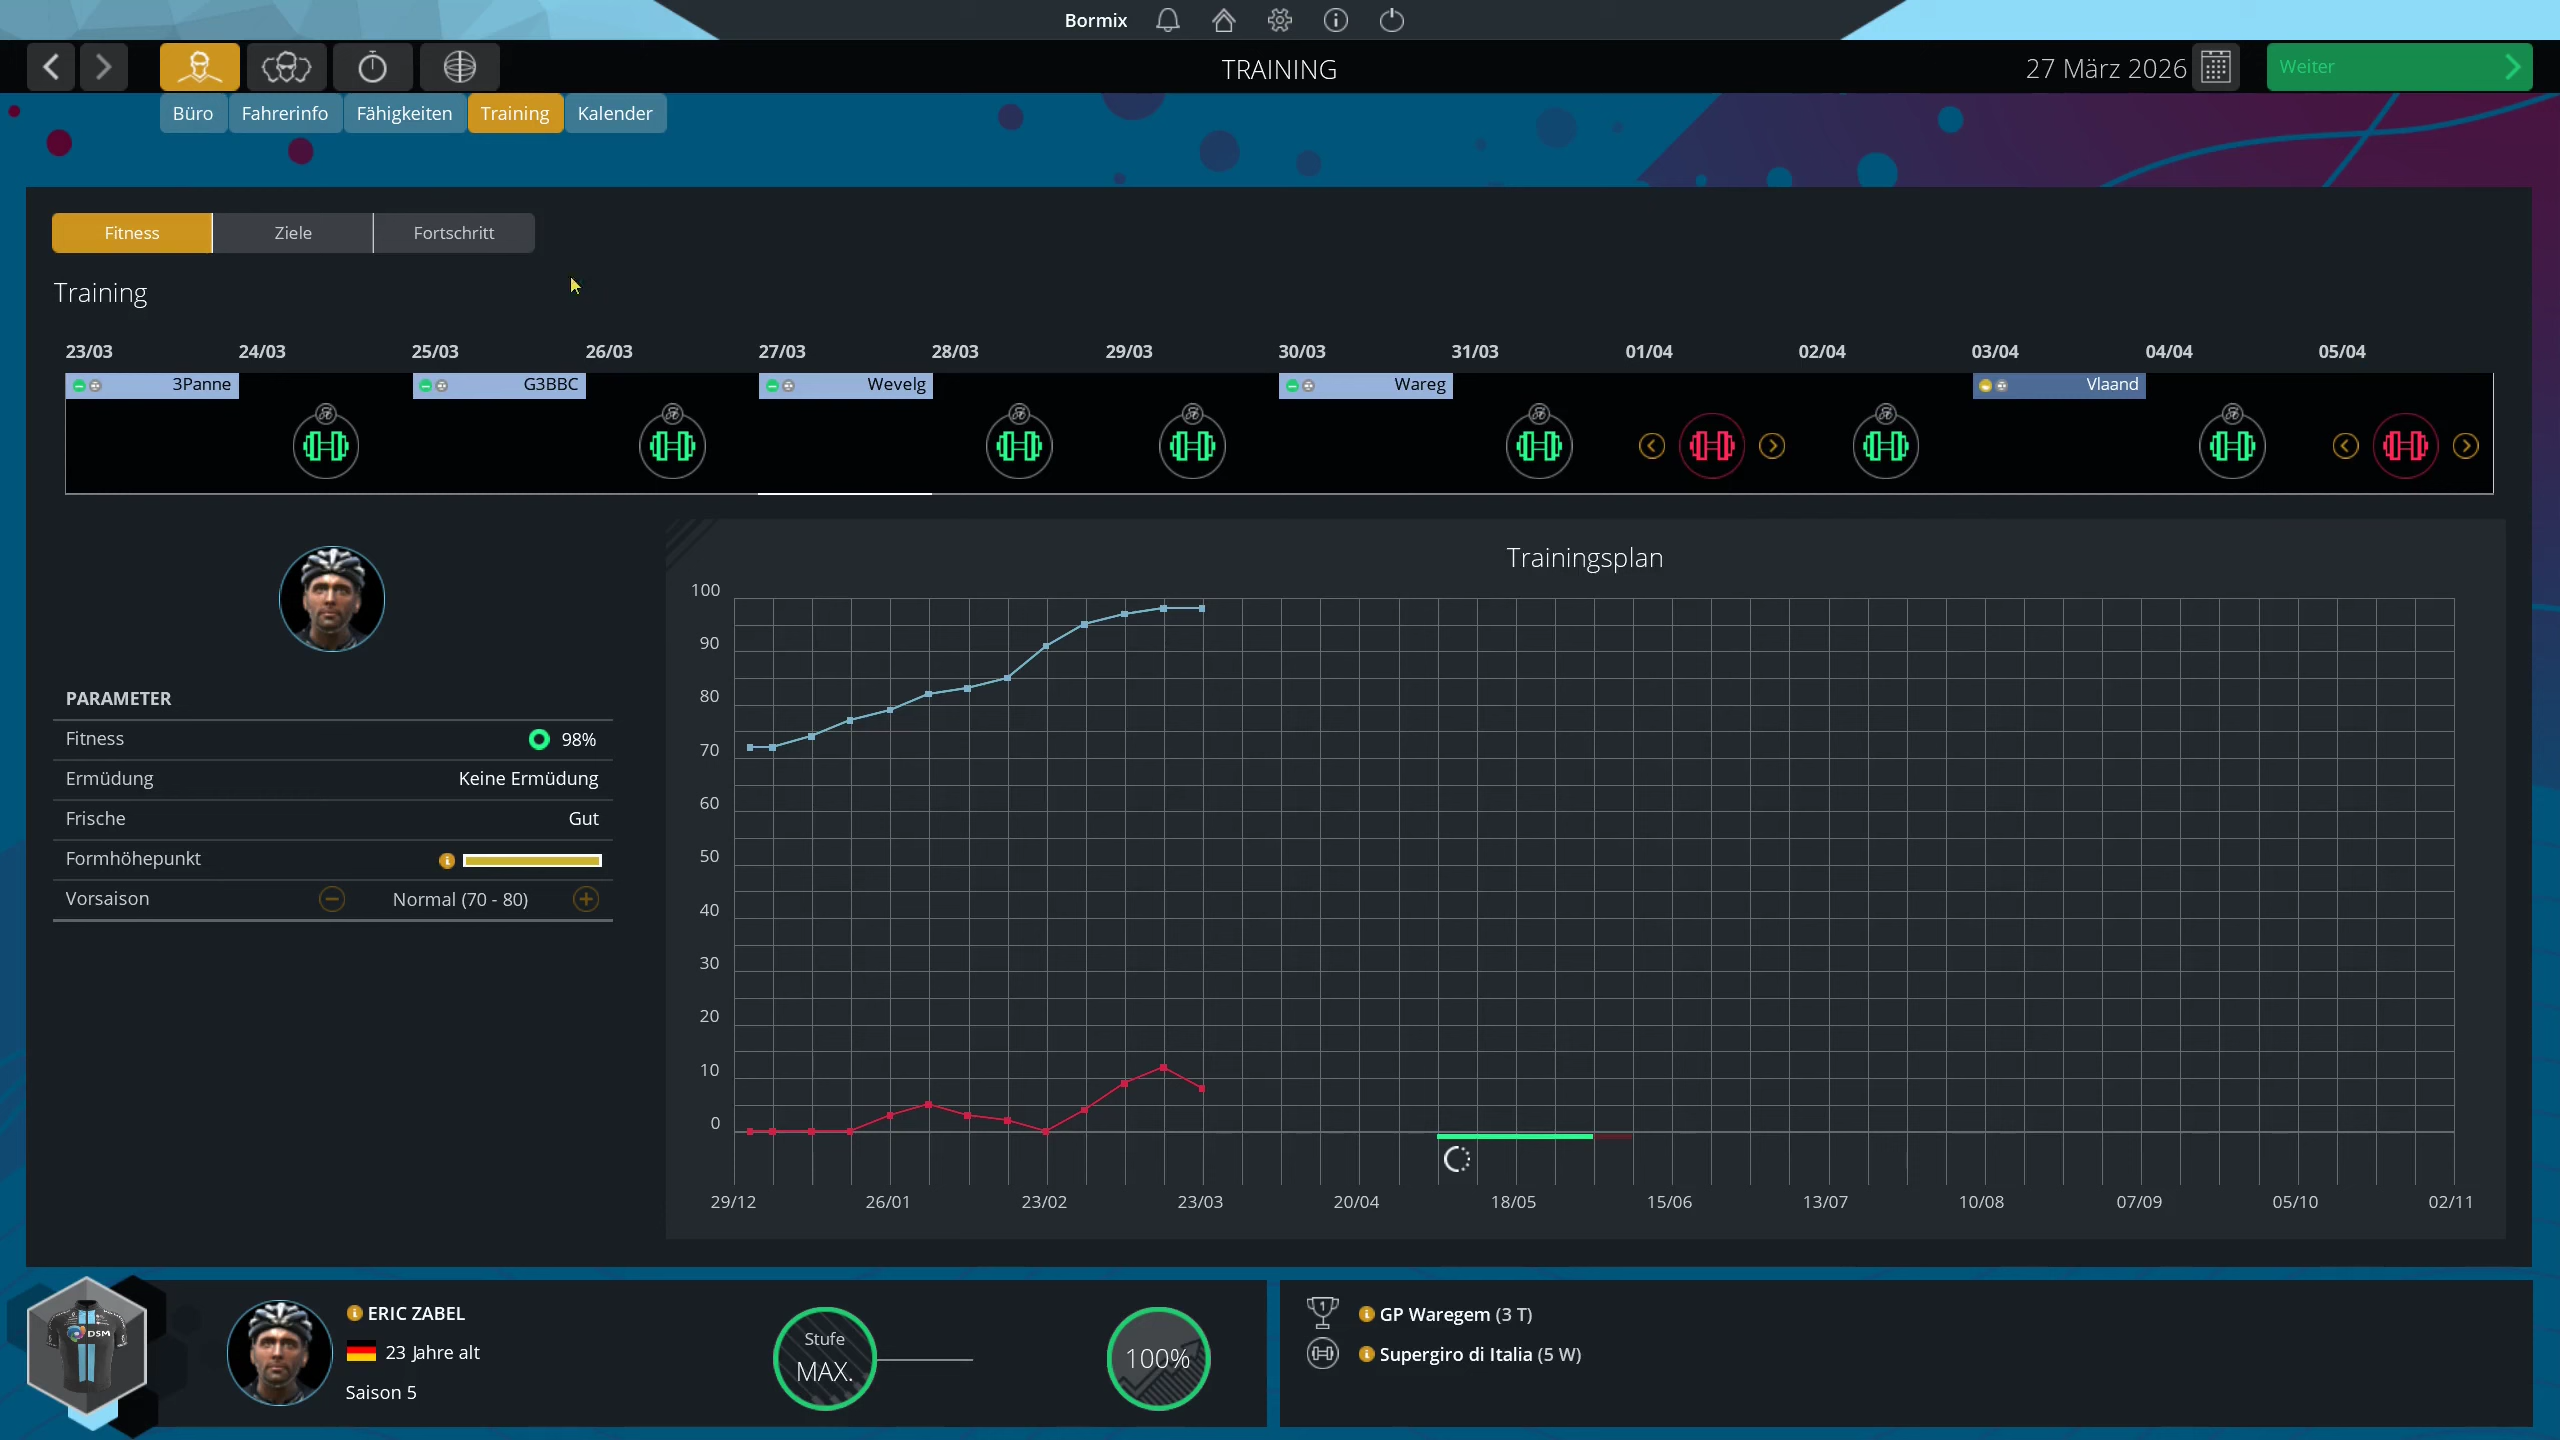 Bormix
TRAINING
27 März 2026
Weiter
Büro
Fahrerinfo
Fähigkeiten
Training
Kalender
Fitness
Ziele
Fortschritt
Training
23/03 24/03 25/03 26/03 27/03 28/03 29/03 30/03 31/03 01/04 02/04 03/04 04/04 05/04
3Panne G3BBC Wevelg Wareg Vlaand
Trainingsplan
100
90
80
70
60
50
40
30
20
10
0
29/12 26/01 23/02 23/03 20/04 18/05 15/06 13/07 10/08 07/09 05/10 02/11
PARAMETER
Fitness 98%
Ermüdung Keine Ermüdung
Frische Gut
Formhöhepunkt
Vorsaison Normal (70 - 80)
DSM
ERIC ZABEL
23 Jahre alt
Saison 5
Stufe
MAX.
100%
1
GP Waregem (3 T)
Supergiro di Italia (5 W)